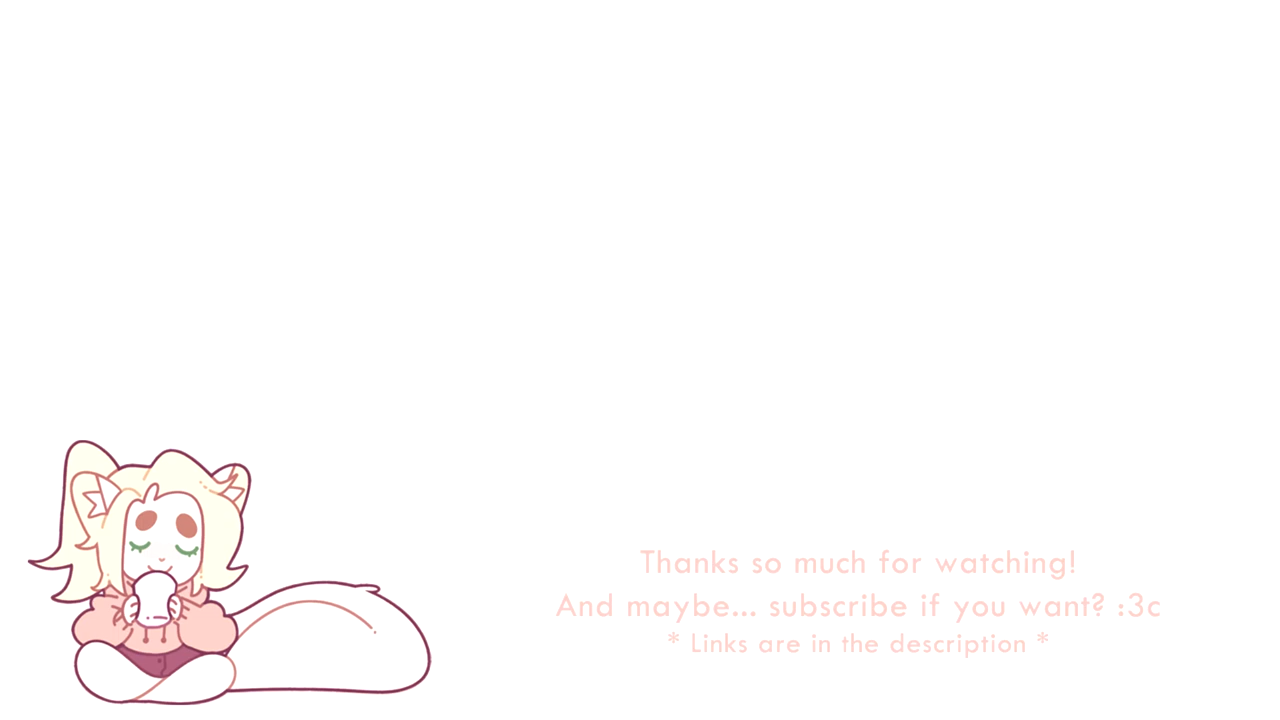 Thanks so much for watching!
And maybe... subscribe if you want? :3c
* Links are in the description *